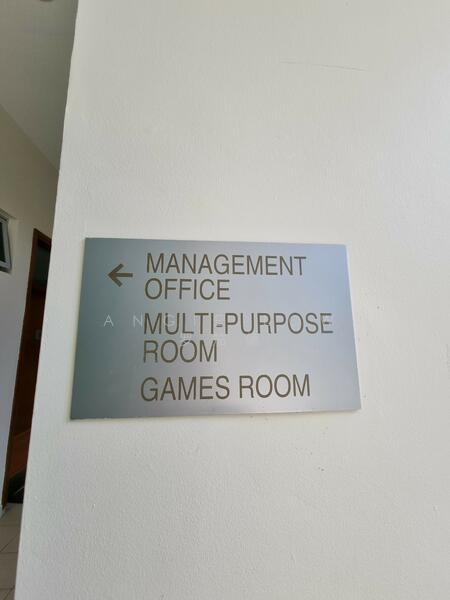 ← MANAGEMENT
OFFICE
MULTI-PURPOSE
ROOM
GAMES ROOM